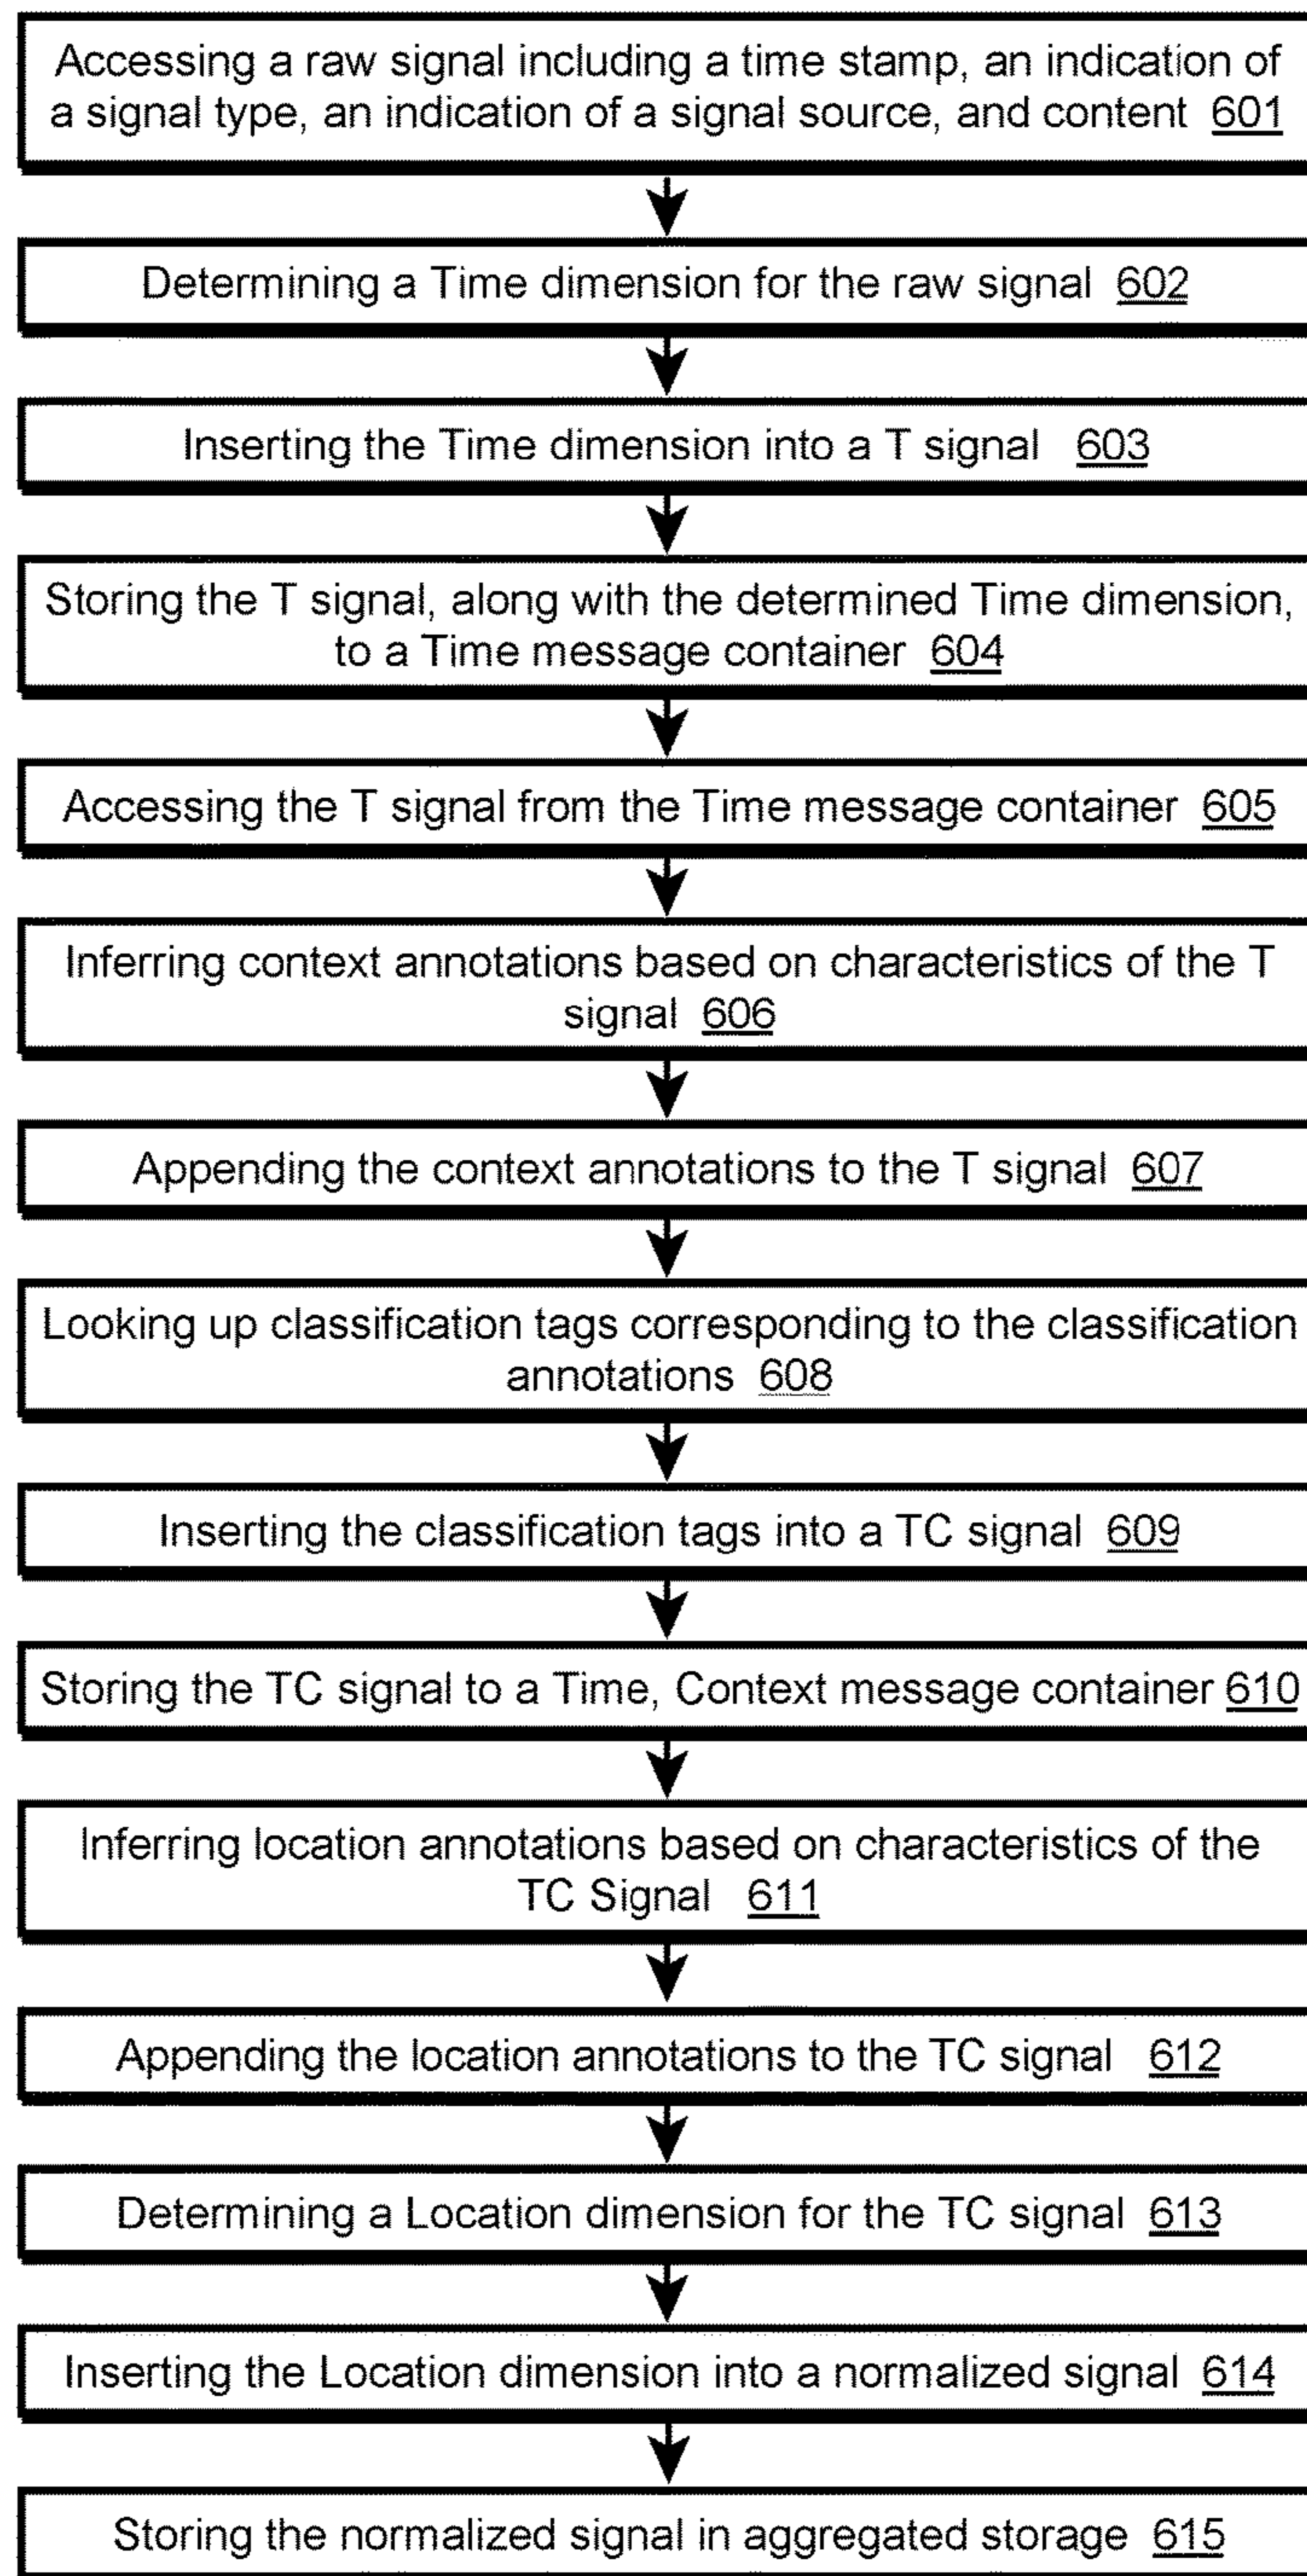 Accessing a raw signal including a time stamp, an indication of
a signal type, an indication of a signal source, and content 601
Determining a Time dimension for the raw signal 602
Inserting the Time dimension into a T signal 603
Storing the T signal, along with the determined Time dimension,
to a Time message container 604
Accessing the T signal from the Time message container 605
Inferring context annotations based on characteristics of the T
signal 606
Appending the context annotations to the T signal 607
Looking up classification tags corresponding to the classification
annotations 608
Inserting the classification tags into a TC signal 609
Storing the TC signal to a Time, Context message container 610
Inferring location annotations based on characteristics of the
TC Signal 611
Appending the location annotations to the TC signal 612
Determining a Location dimension for the TC signal 613
Inserting the Location dimension into a normalized signal 614
Storing the normalized signal in aggregated storage 615